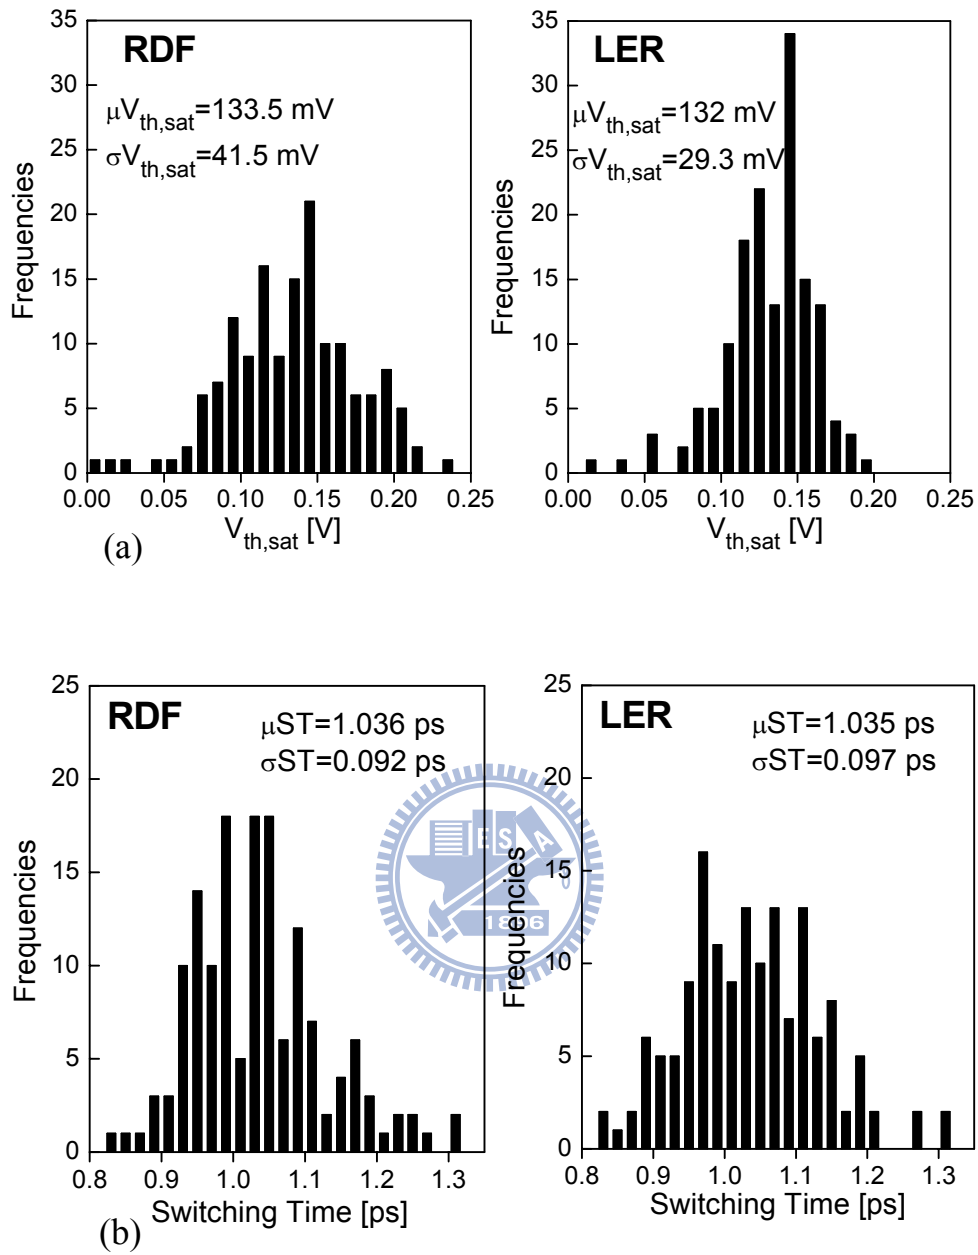 RDF
μV_th,sat=133.5 mV
σV_th,sat=41.5 mV
35
30
25
20
15
10
5
0
Frequencies
0.00 0.05 0.10 0.15 0.20 0.25
V_th,sat [V]
LER
μV_th,sat=132 mV
σV_th,sat=29.3 mV
35
30
25
20
15
10
5
0
Frequencies
0.00 0.05 0.10 0.15 0.20 0.25
V_th,sat [V]
(a)
RDF
μST=1.036 ps
σST=0.092 ps
25
20
15
10
5
0
Frequencies
0.8 0.9 1.0 1.1 1.2 1.3
Switching Time [ps]
LER
μST=1.035 ps
σST=0.097 ps
25
20
15
10
5
0
Frequencies
0.8 0.9 1.0 1.1 1.2 1.3
Switching Time [ps]
(b)
E S A
1896